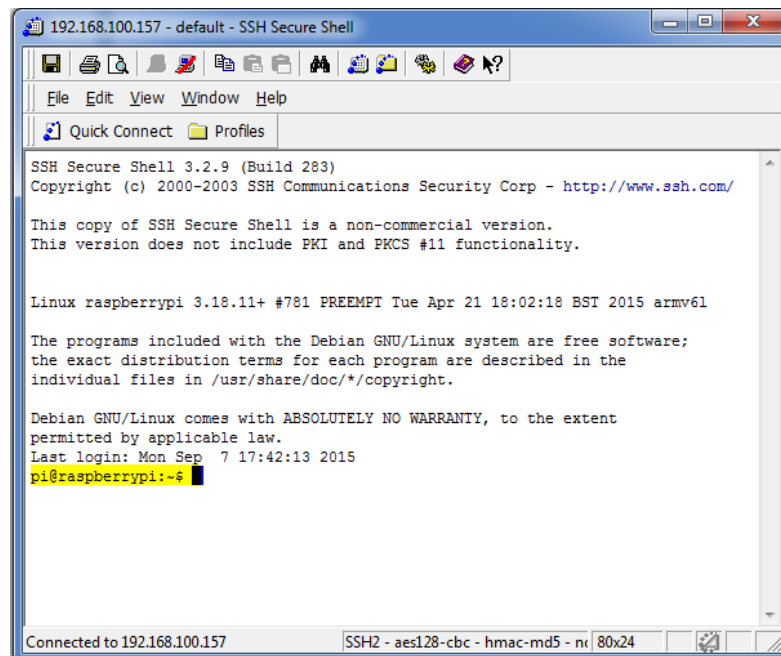 192.168.100.157 - default - SSH Secure Shell
File Edit View Window Help
Quick Connect Profiles
SSH Secure Shell 3.2.9 (Build 283)
Copyright (c) 2000-2003 SSH Communications Security Corp - http://www.ssh.com/
This copy of SSH Secure Shell is a non-commercial version.
This version does not include PKI and PKCS #11 functionality.
Linux raspberrypi 3.18.11+ #781 PREEMPT Tue Apr 21 18:02:18 BST 2015 armv6l
The programs included with the Debian GNU/Linux system are free software;
the exact distribution terms for each program are described in the
individual files in /usr/share/doc/*/copyright.
Debian GNU/Linux comes with ABSOLUTELY NO WARRANTY, to the extent
permitted by applicable law.
Last login: Mon Sep  7 17:42:13 2015
pi@raspberrypi:~$
Connected to 192.168.100.157 SSH2 - aes128-cbc - hmac-md5 - 80x24